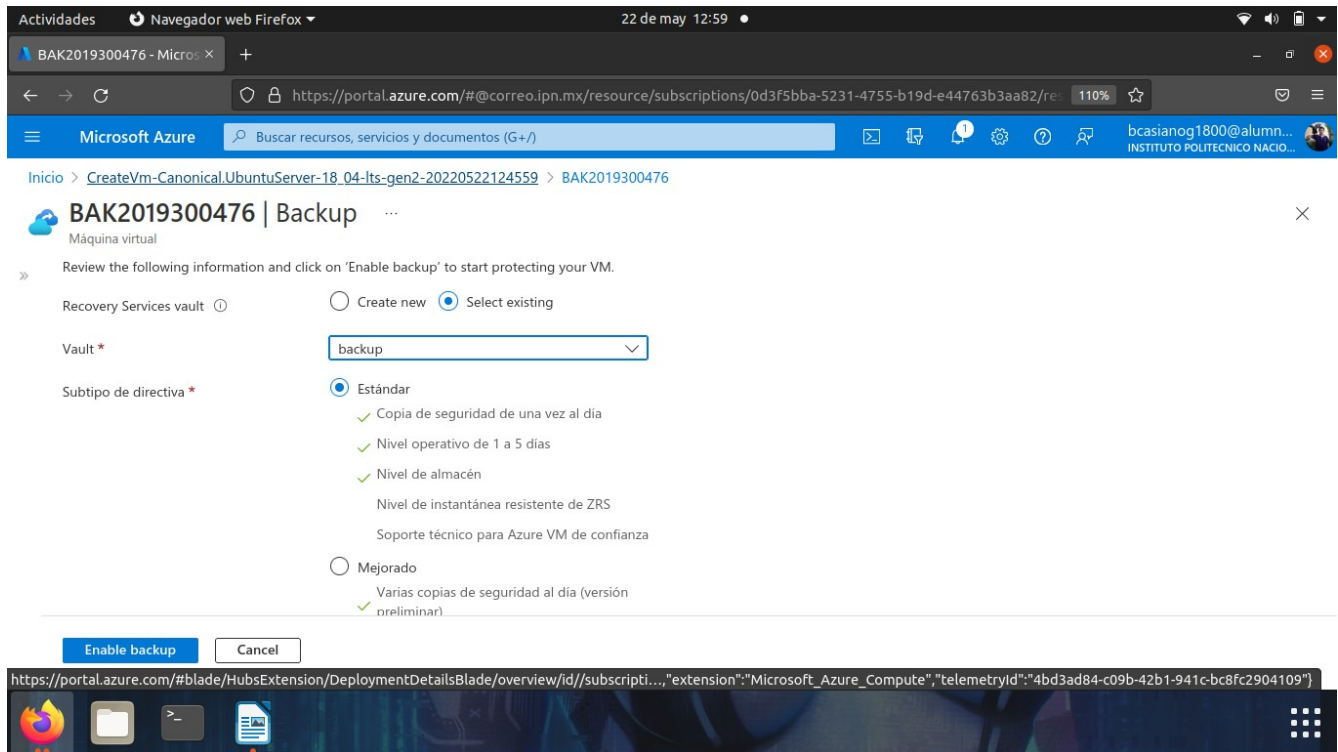 Actividades Navegador web Firefox 22 de may 12:59
BAK2019300476 - Micros
https://portal.azure.com/#@correo.ipn.mx/resource/subscriptions/0d3f5bba-5231-4755-b19d-e44763b3aa82/re 110%
Microsoft Azure Buscar recursos, servicios y documentos (G+/) 1 bcasianog1800@alumn...
INSTITUTO POLITECNICO NACIO...
Inicio > CreateVm-Canonical.UbuntuServer-18_04-lts-gen2-20220522124559 > BAK2019300476
BAK2019300476 | Backup ...
Máquina virtual
Review the following information and click on 'Enable backup' to start protecting your VM.
Recovery Services vault Create new Select existing
Vault * backup
Subtipo de directiva * Estándar
Copia de seguridad de una vez al día
Nivel operativo de 1 a 5 días
Nivel de almacén
Nivel de instantánea resistente de ZRS
Soporte técnico para Azure VM de confianza
Mejorado
Varias copias de seguridad al día (versión
preliminar)
Enable backup Cancel
https://portal.azure.com/#blade/HubsExtension/DeploymentDetailsBlade/overview/id//subscripti...,"extension":"Microsoft_Azure_Compute","telemetryId":"4bd3ad84-c09b-42b1-941c-bc8fc2904109"}